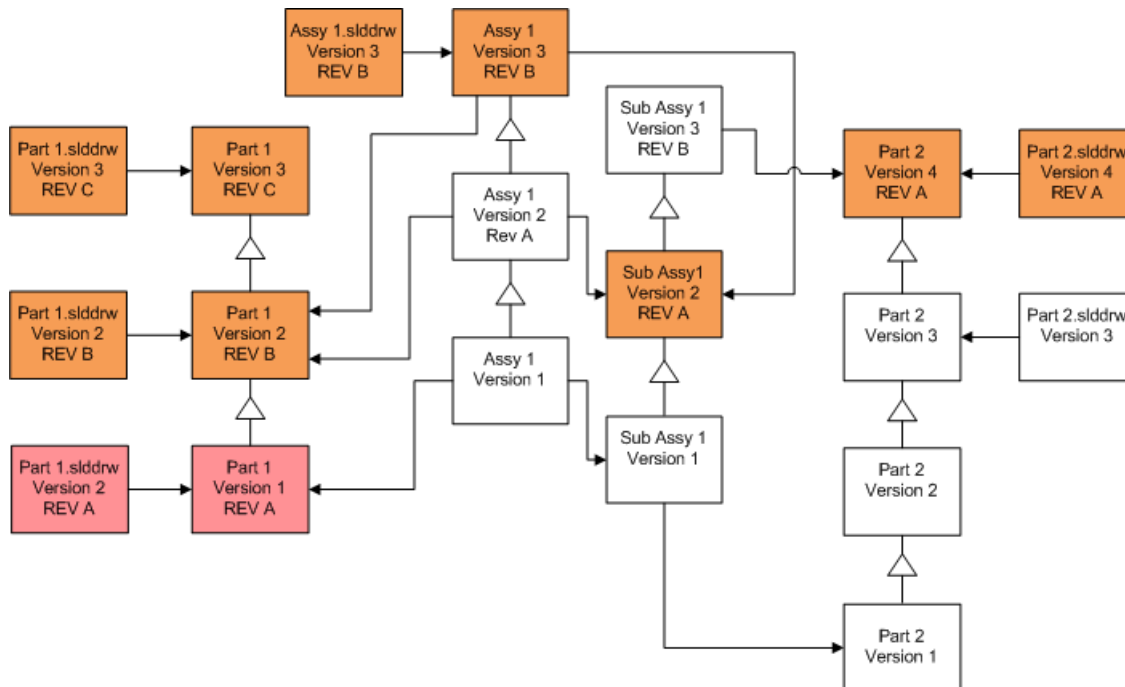 Assy 1.slddrw
Version 3
REV B
Assy 1
Version 3
REV B
Sub Assy 1
Version 3
REV B
Part 1.slddrw
Version 3
REV C
Part 1
Version 3
REV C
Part 2
Version 4
REV A
Part 2.slddrw
Version 4
REV A
Assy 1
Version 2
Rev A
Sub Assy1
Version 2
REV A
Part 1.slddrw
Version 2
REV B
Part 1
Version 2
REV B
Part 2
Version 3
Part 2.slddrw
Version 3
Assy 1
Version 1
Sub Assy 1
Version 1
Part 1.slddrw
Version 2
REV A
Part 1
Version 1
REV A
Part 2
Version 2
Part 2
Version 1